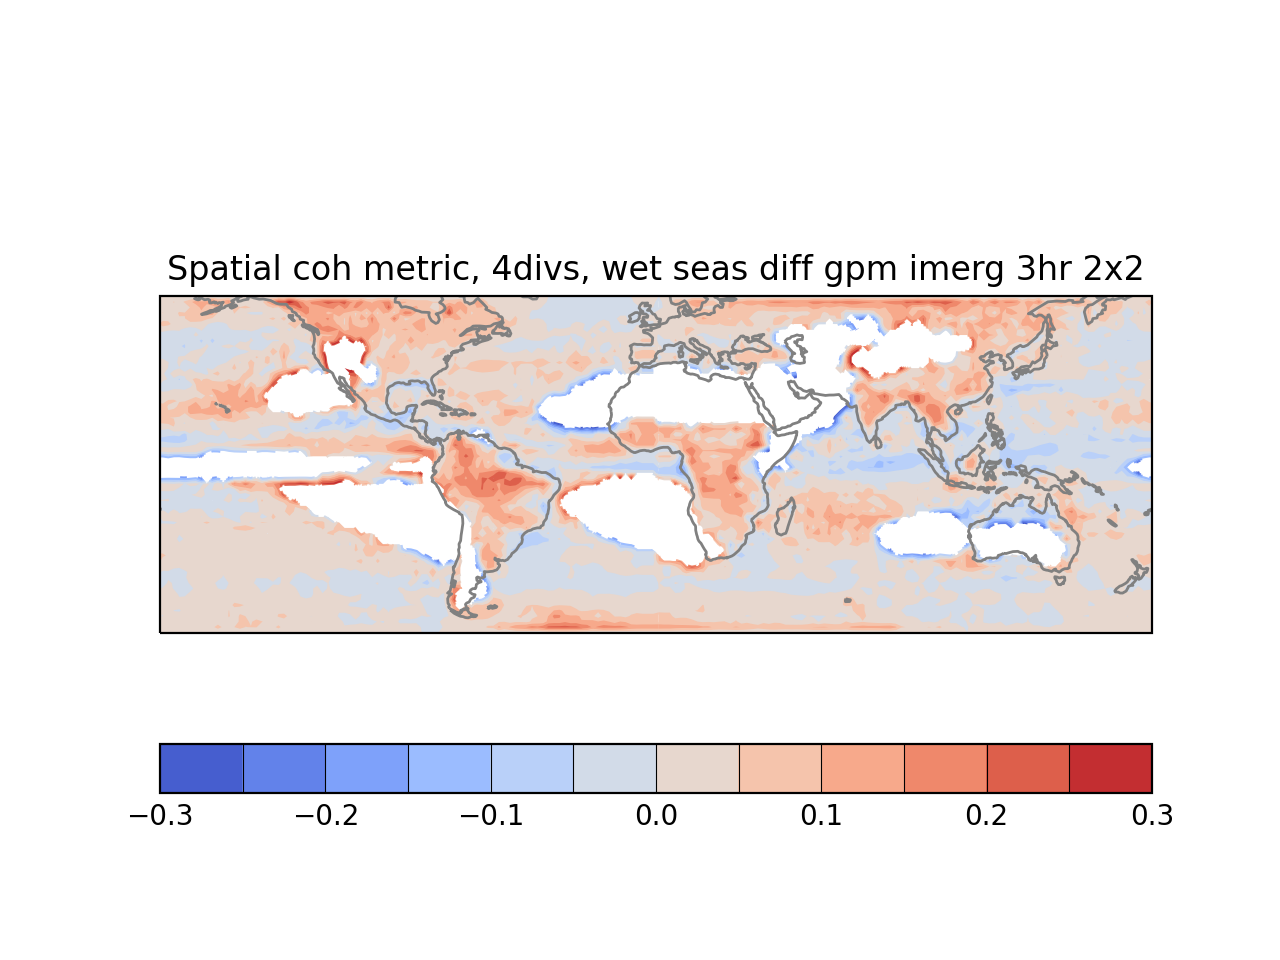 Spatial coh metric, 4divs, wet seas diff gpm imerg 3hr 2x2
−0.3 −0.2 −0.1 0.0 0.1 0.2 0.3